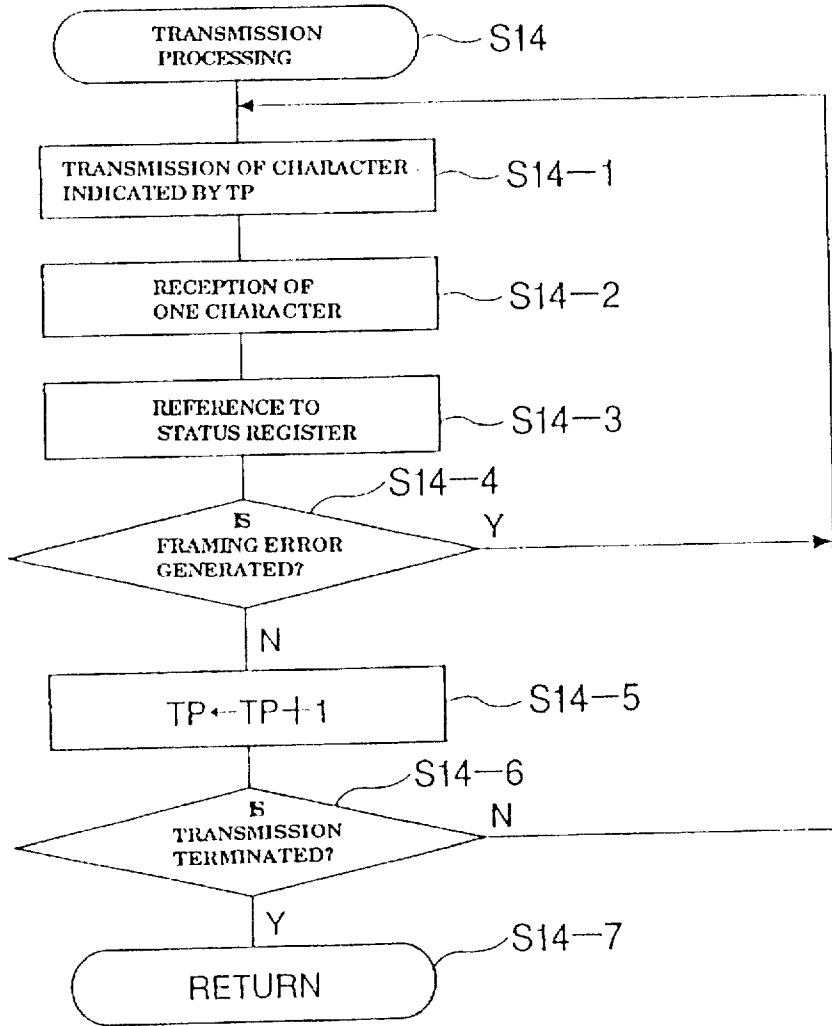 TRANSMISSION
PROCESSING
S14
TRANSMISSION OF CHARACTER
INDICATED BY TP
S14-1
RECEPTION OF
ONE CHARACTER
S14-2
REFERENCE TO
STATUS REGISTER
S14-3
S14-4
IS
FRAMING ERROR
GENERATED?
Y
N
TP←TP+1
S14-5
S14-6
IS
TRANSMISSION
TERMINATED?
N
Y
RETURN
S14-7